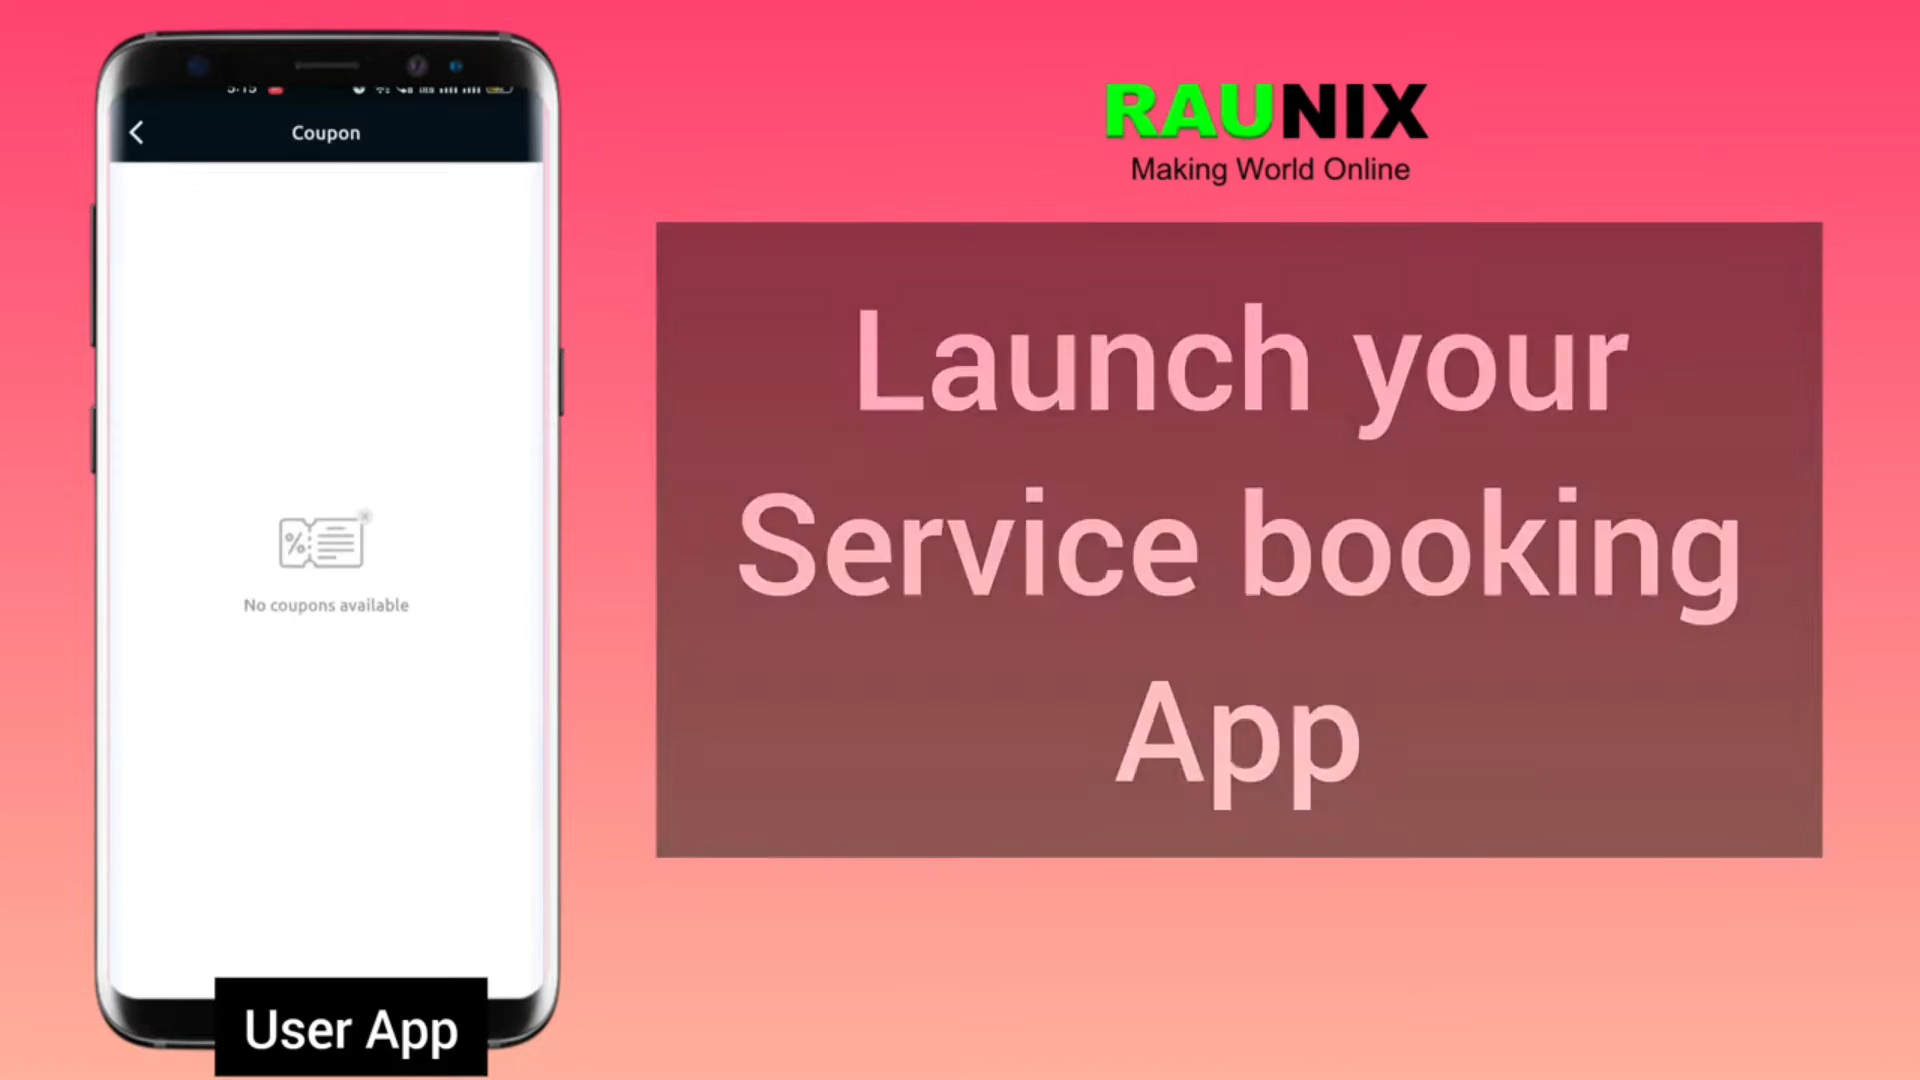 Coupon
No coupons available
User App
RAUNIX
Making World Online
Launch your
Service booking
App